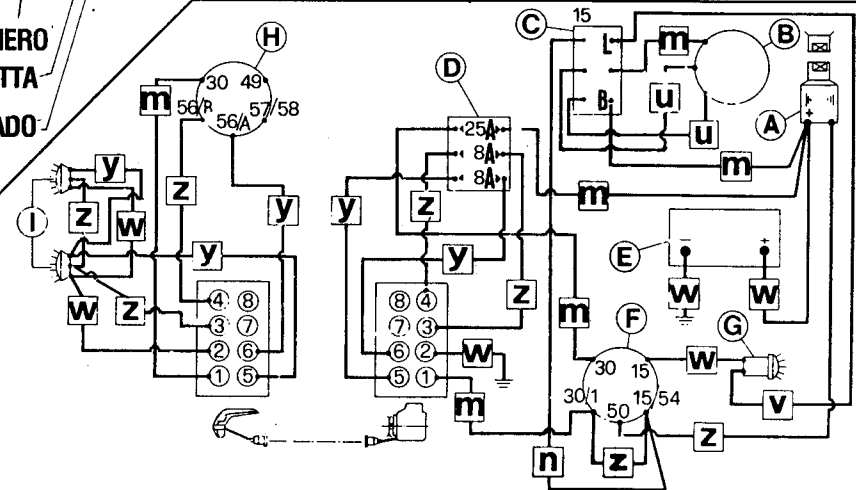 IERO
TTA
ADO
H
30 49
m
56/R 57/58
56/A
y
z
I
z
w
y
y
w
z
4 8
3 7
2 6
1 5
D
25A
8A
8A
y
z
y
z
8 4
7 3
6 2
5 1
w
m
C
15
L
B
m
B
u
u
A
+
m
m
E
- +
w w
m
F
30 15
30/1 15/54
50
G
w
v
z
n
z